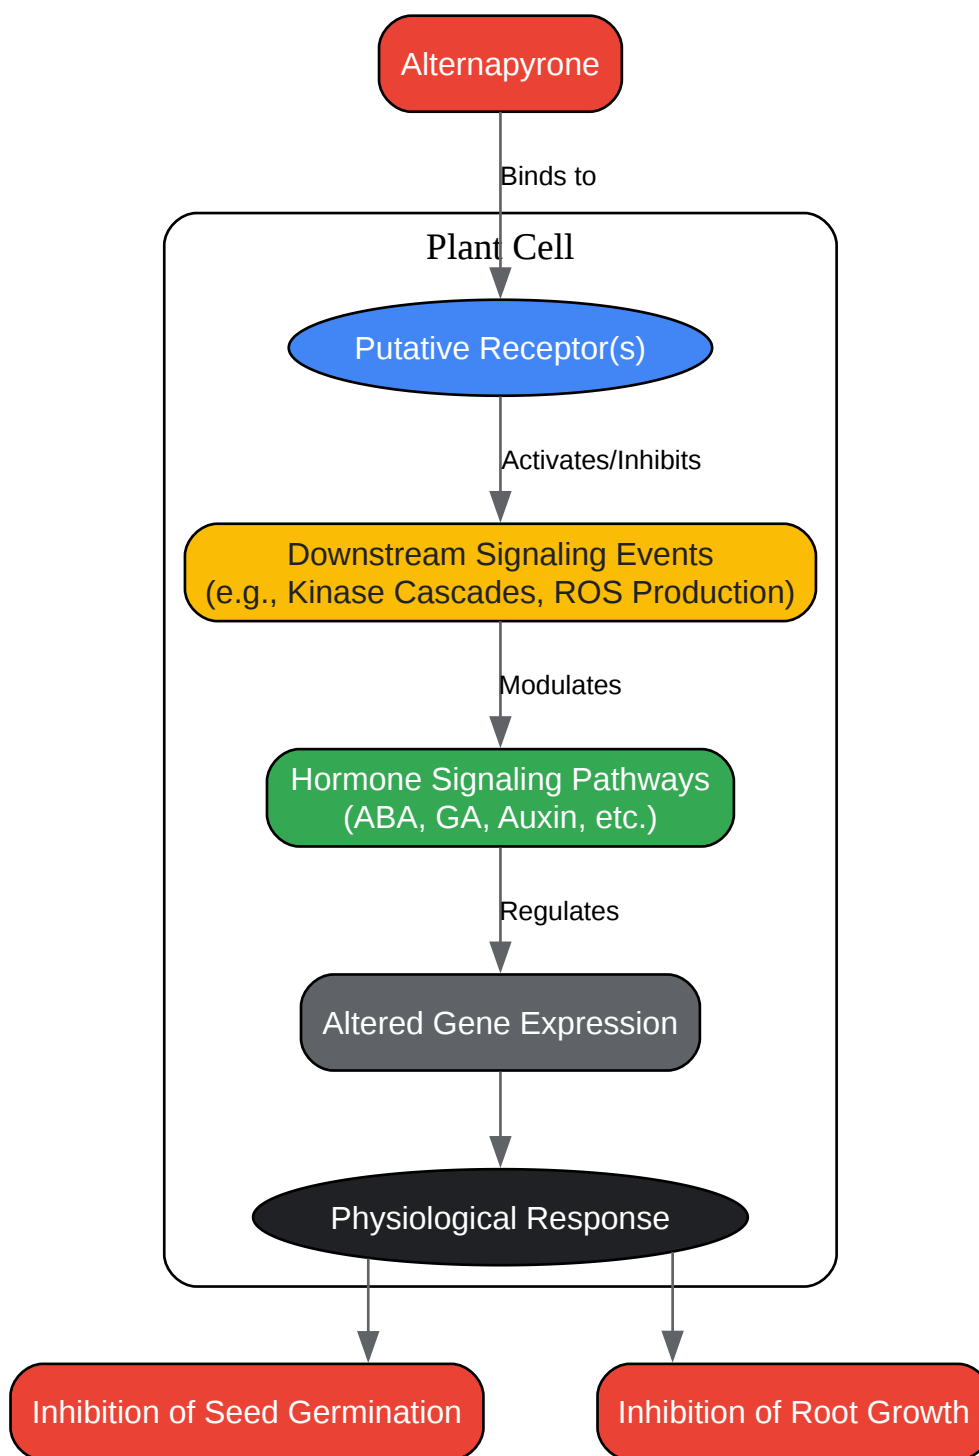 Alternapyrone
Binds to
Plant Cell
Putative Receptor(s)
Activates/Inhibits
Downstream Signaling Events
(e.g., Kinase Cascades, ROS Production)
Modulates
Hormone Signaling Pathways
(ABA, GA, Auxin, etc.)
Regulates
Altered Gene Expression
Physiological Response
Inhibition of Seed Germination
Inhibition of Root Growth